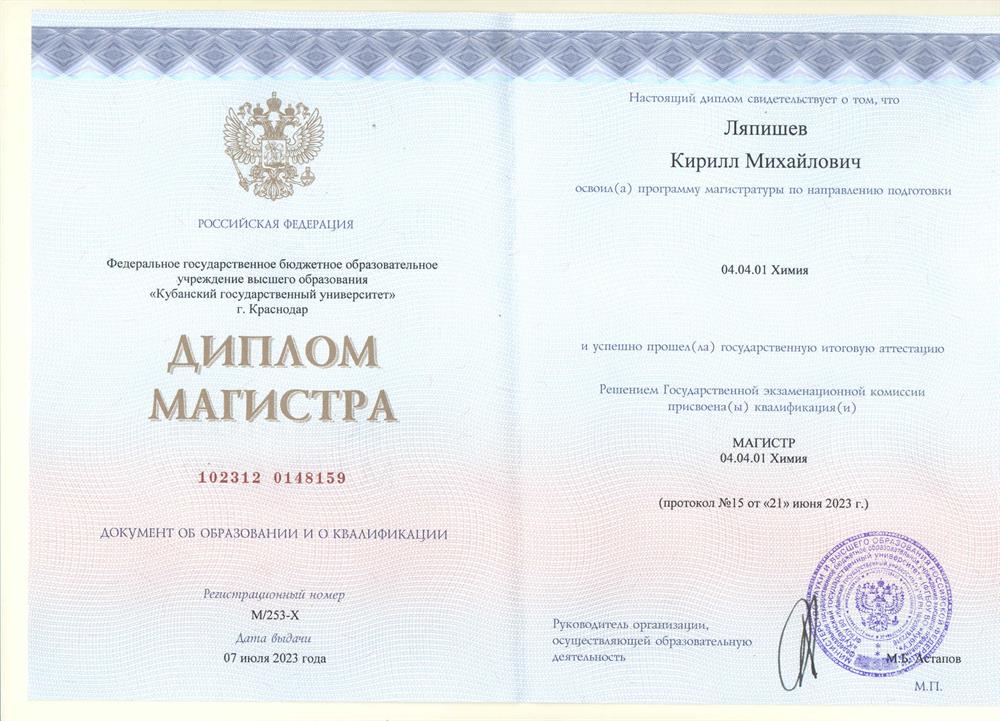 РОССИЙСКАЯ ФЕДЕРАЦИЯ
Федеральное государственное бюджетное образовательное
учреждение высшего образования
«Кубанский государственный университет»
г. Краснодар
ДИПЛОМ
МАГИСТРА
102312 0148159
ДОКУМЕНТ ОБ ОБРАЗОВАНИИ И О КВАЛИФИКАЦИИ
Регистрационный номер
М/253-Х
Дата выдачи
07 июля 2023 года
Настоящий диплом свидетельствует о том, что
Ляпишев
Кирилл Михайлович
освоил(а) программу магистратуры по направлению подготовки
04.04.01 Химия
и успешно прошел(ла) государственную итоговую аттестацию
Решением Государственной экзаменационной комиссии
присвоена(ы) квалификация(и)
МАГИСТР
04.04.01 Химия
(протокол №15 от «21» июня 2023 г.)
Руководитель организации,
осуществляющей образовательную
деятельность
М.Б. Астапов
М.П.